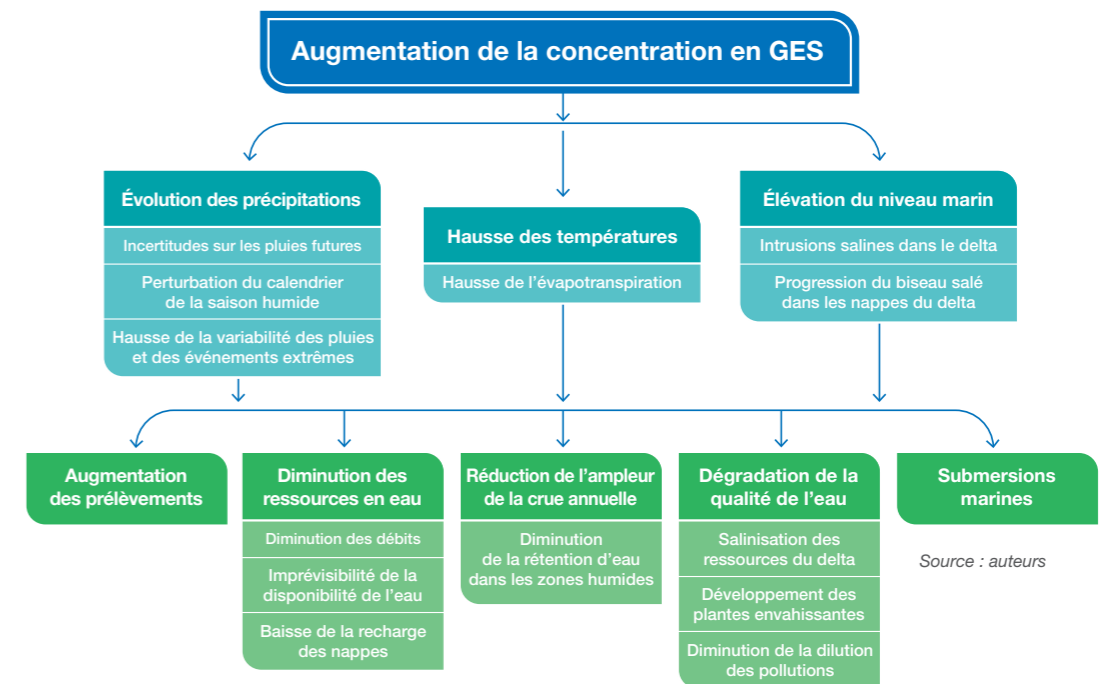 Augmentation de la concentration en GES
Évolution des précipitations
Incertitudes sur les pluies futures
Perturbation du calendrier
de la saison humide
Hausse de la variabilité des pluies
et des événements extrêmes
Hausse des températures
Hausse de l’évapotranspiration
Élévation du niveau marin
Intrusions salines dans le delta
Progression du biseau salé
dans les nappes du delta
Augmentation
des prélèvements
Diminution des
ressources en eau
Diminution des débits
Imprévisibilité de la
disponibilité de l’eau
Baisse de la recharge
des nappes
Réduction de l’ampleur
de la crue annuelle
Diminution
de la rétention d’eau
dans les zones humides
Dégradation de la
qualité de l’eau
Salinisation des
ressources du delta
Développement des
plantes envahissantes
Diminution de la dilution
des pollutions
Submersions
marines
Source : auteurs